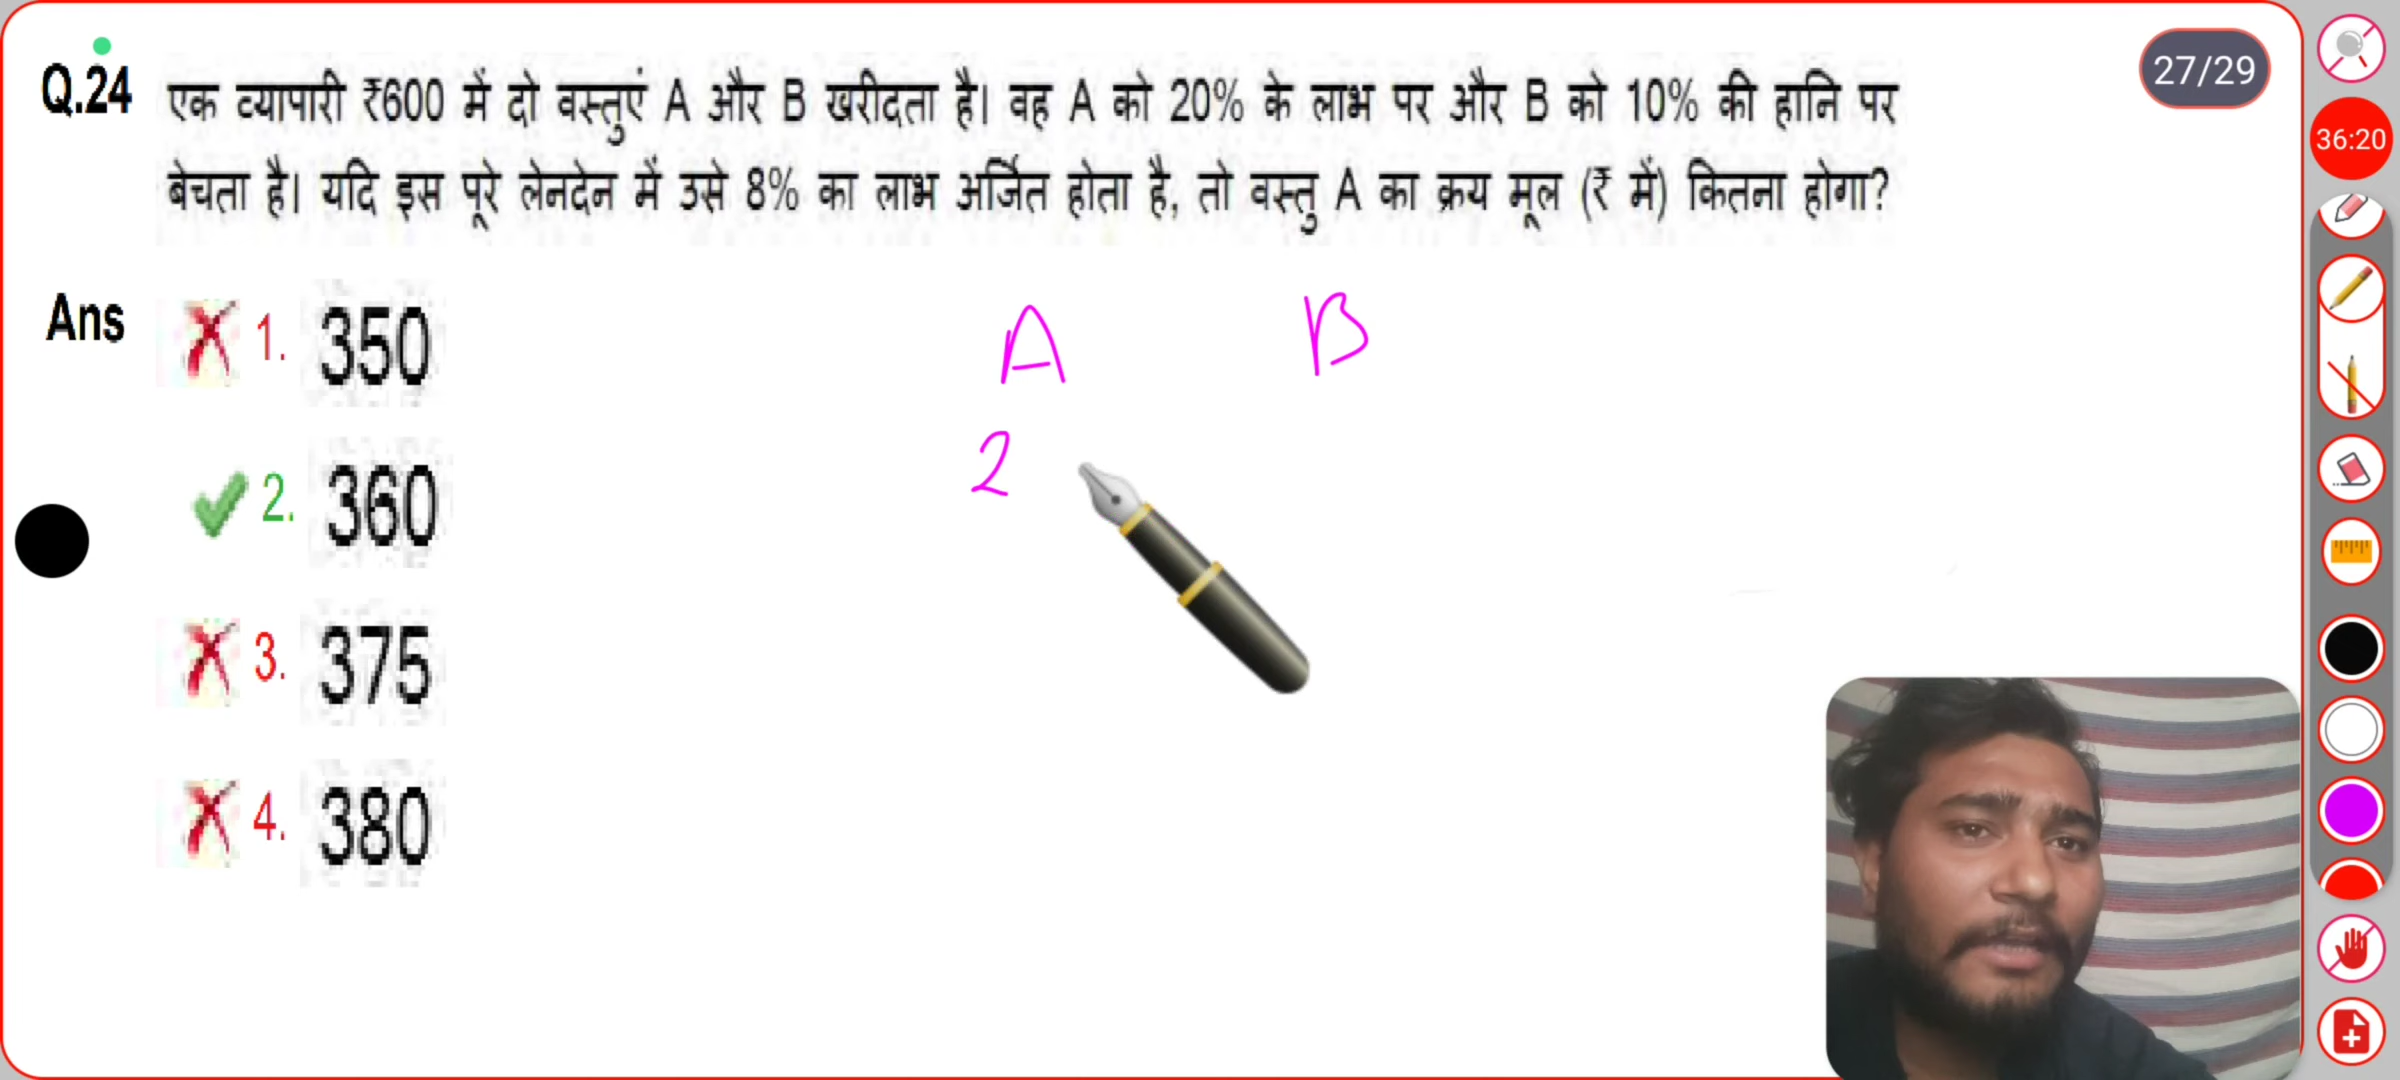 Q.24 एक व्यापारी ₹600 में दो वस्तुएं A और B खरीदता है। वह A को 20% के लाभ पर और B को 10% की हानि पर
बेचता है। यदि इस पूरे लेनदेन में उसे 8% का लाभ अर्जित होता है, तो वस्तु A का क्रय मूल (₹ में) कितना होगा?
27/29
36:20
Ans
1. 350
2. 360
3. 375
4. 380
A B
2